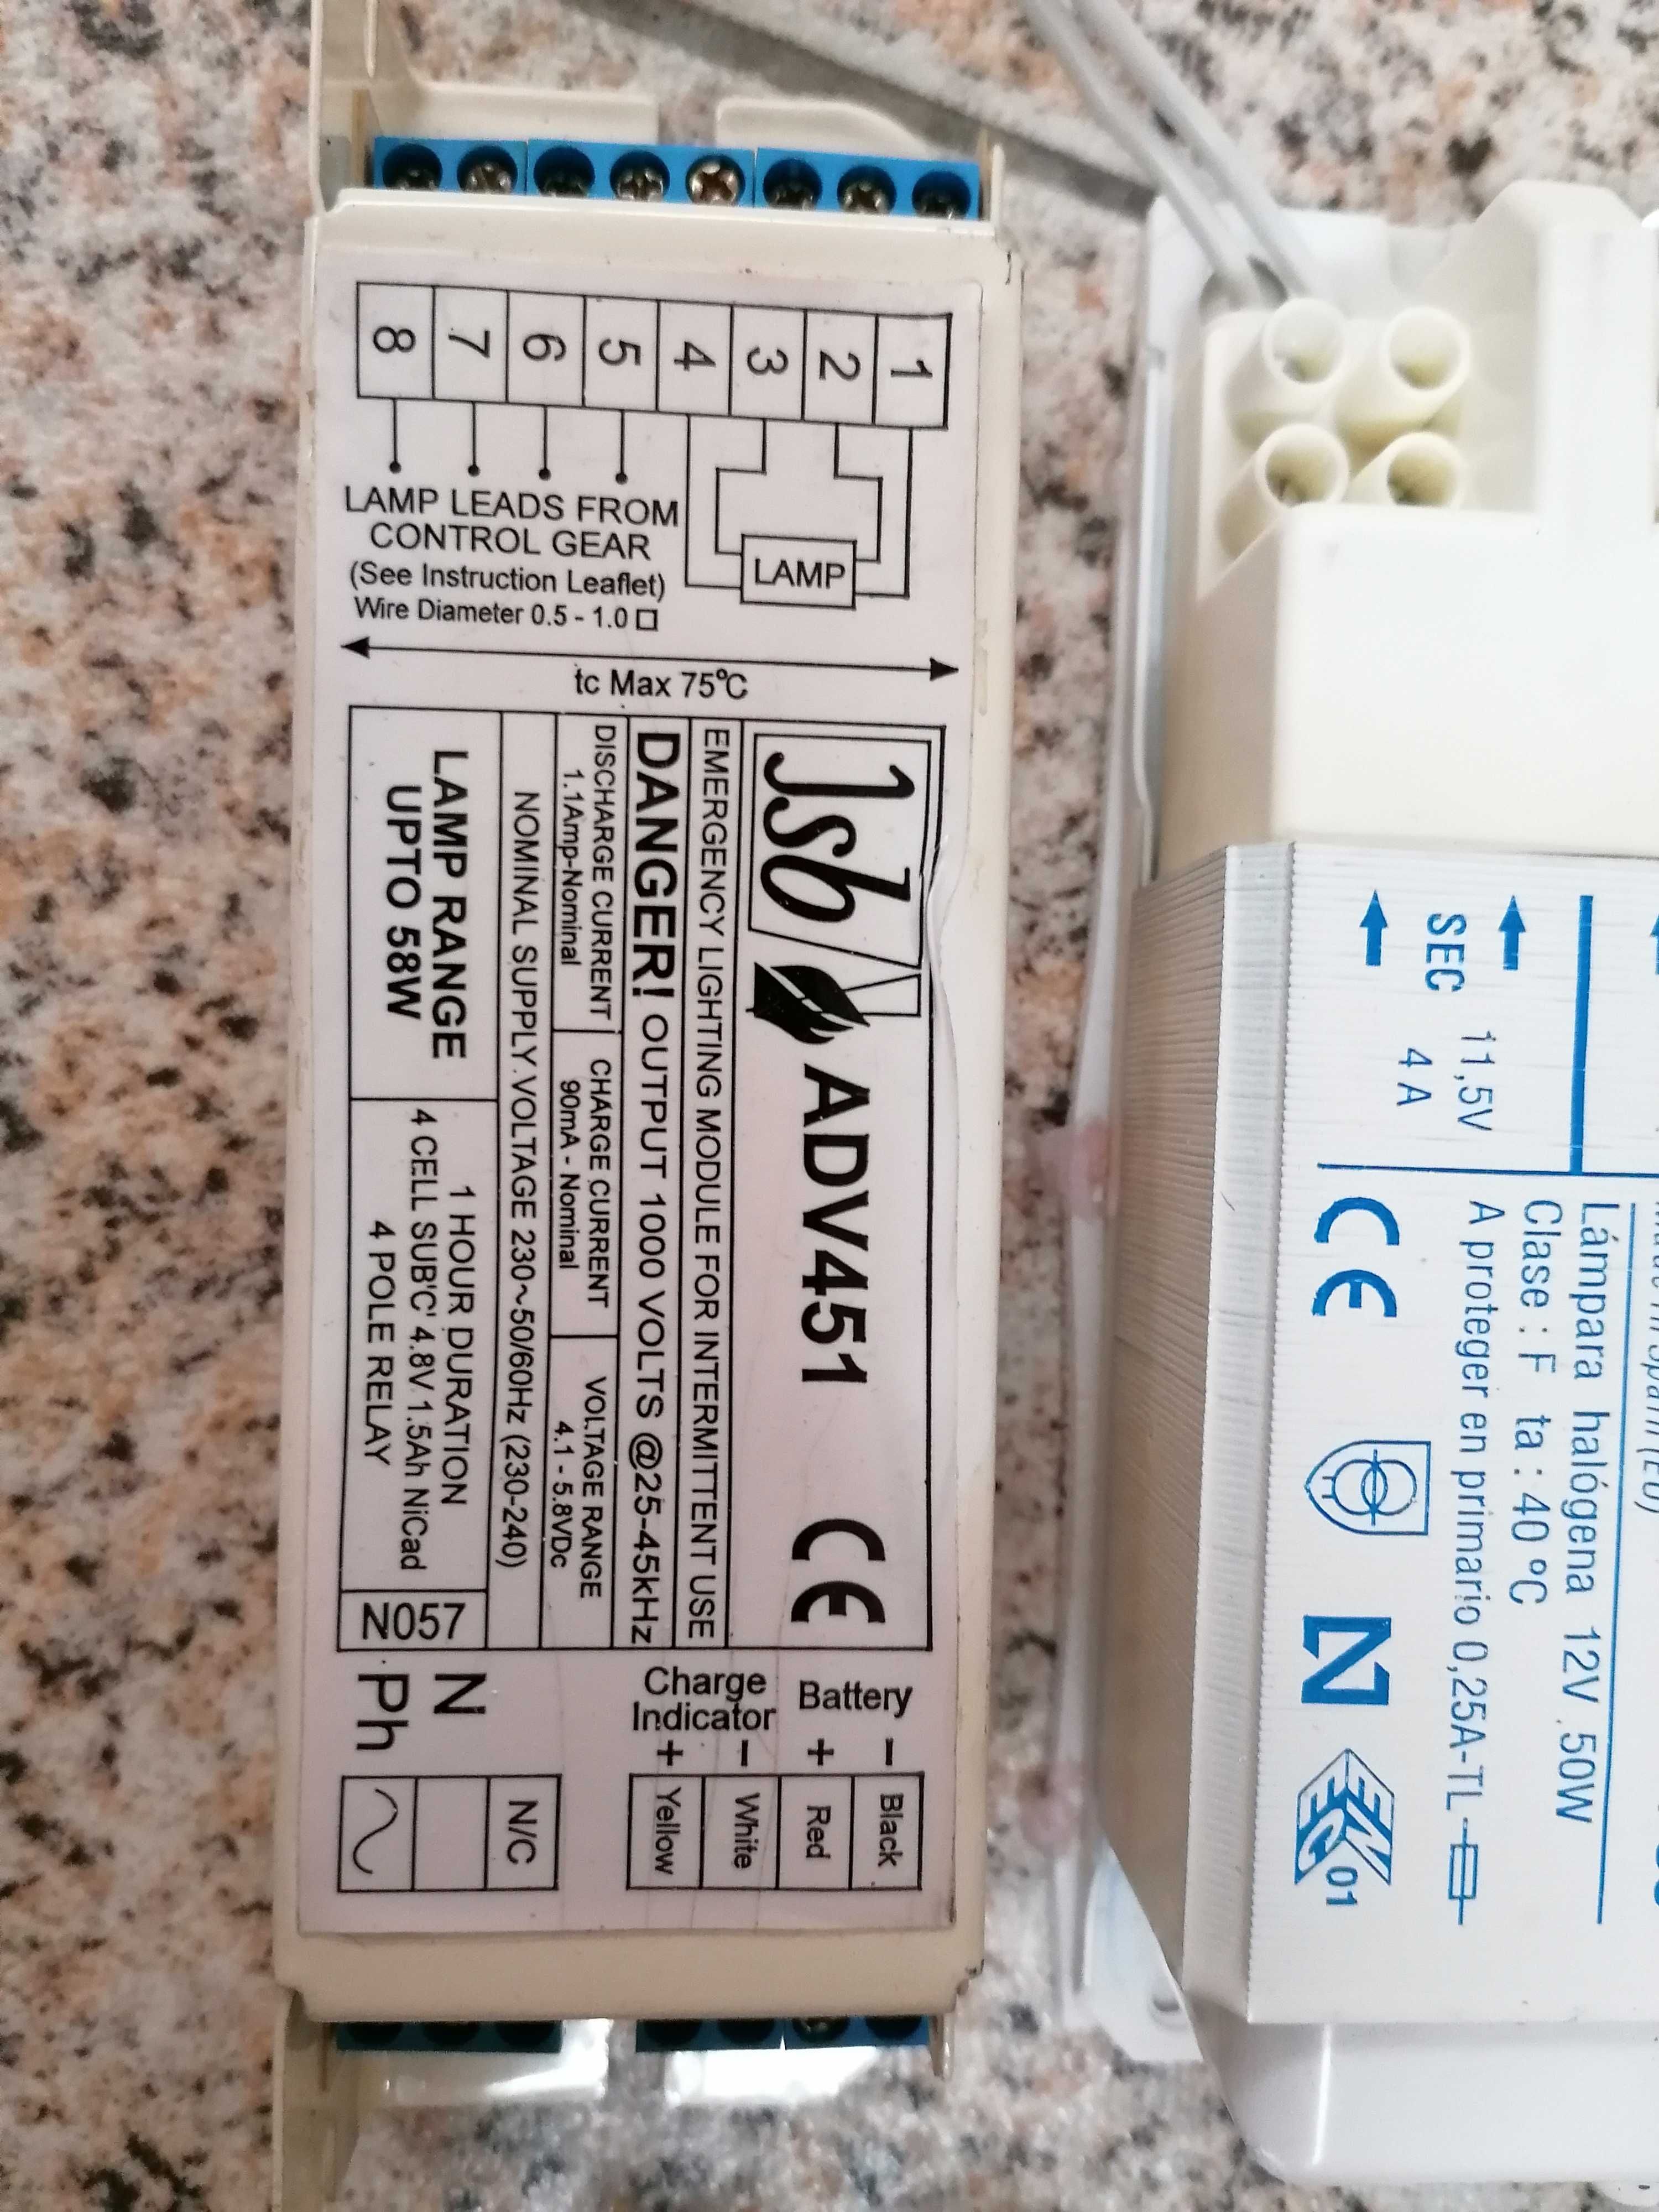 1
2
3
4
5
6
7
8
LAMP
LAMP LEADS FROM
CONTROL GEAR
(See Instruction Leaflet)
Wire Diameter 0.5 - 1.0 □
tc Max 75°C
Jsb ADV451 CE
EMERGENCY LIGHTING MODULE FOR INTERMITTENT USE
DANGER! OUTPUT 1000 VOLTS @25-45kHz
DISCHARGE CURRENT
1.1Amp-Nominal
CHARGE CURRENT
90mA - Nominal
VOLTAGE RANGE
4.1 - 5.8VDc
NOMINAL SUPPLY.VOLTAGE 230~50/60Hz (230-240)
LAMP RANGE
UPTO 58W
1 HOUR DURATION
4 CELL SUB'C' 4.8V 1.5Ah NiCad
4 POLE RELAY
N057
Battery
- Black
+ Red
Charge
Indicator
- White
+ Yellow
N/C
N
Ph
SEC 11,5V
4 A
Lámpara halógena 12V .50W
Clase : F ta : 40 ºC
A proteger en primario 0,25A-TL
CE
N
ENEC
01